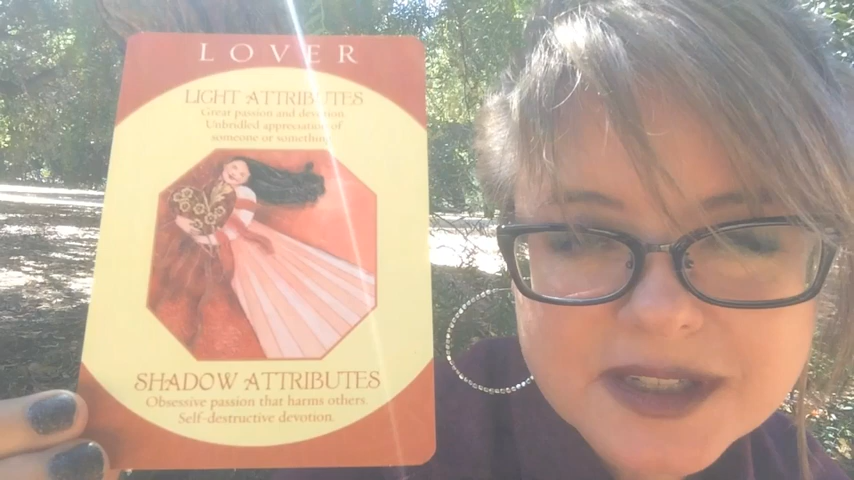 LOVER
LIGHT ATTRIBUTES
Great passion and devotion.
Unbridled appreciation of
someone or something.
SHADOW ATTRIBUTES
Obsessive passion that harms others.
Self-destructive devotion.